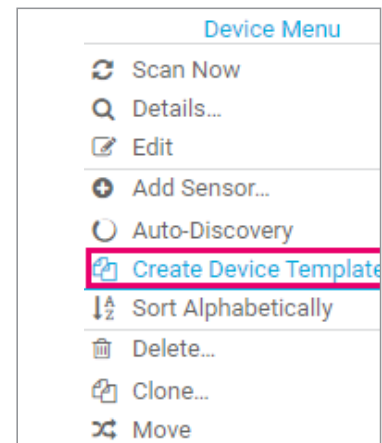 Device Menu
Scan Now
Details...
Edit
Add Sensor...
Auto-Discovery
Create Device Template
Sort Alphabetically
Delete...
Clone...
Move